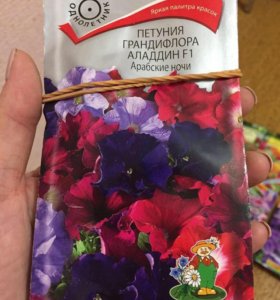 ОДНОЛЕТНИК
Яркая палитра красок
ПЕТУНИЯ
ГРАНДИФЛОРА
АЛАДДИН F1
Арабские ночи